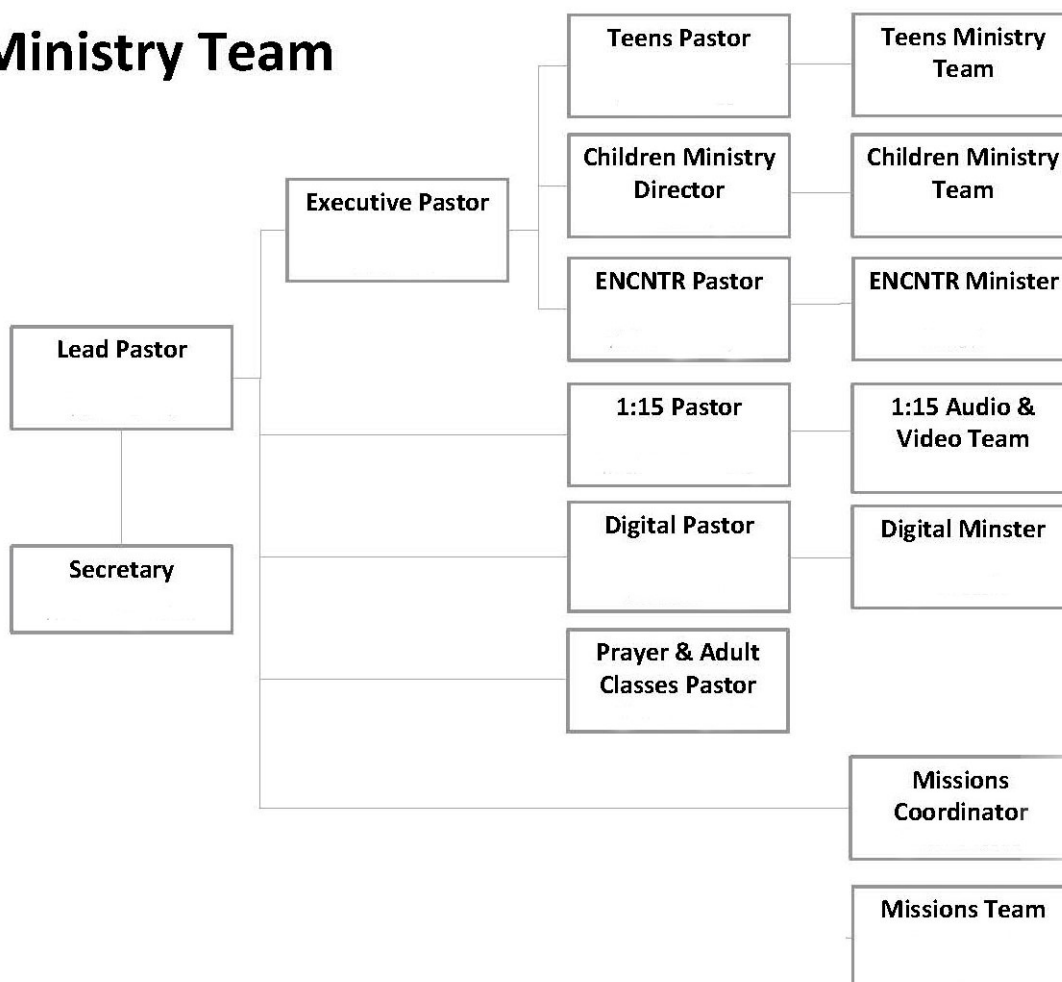 Ministry Team
Teens Pastor
Teens Ministry
Team
Children Ministry
Director
Children Ministry
Team
Executive Pastor
ENCNTR Pastor
ENCNTR Minister
Lead Pastor
1:15 Pastor
1:15 Audio &
Video Team
Digital Pastor
Digital Minster
Secretary
Prayer & Adult
Classes Pastor
Missions
Coordinator
Missions Team